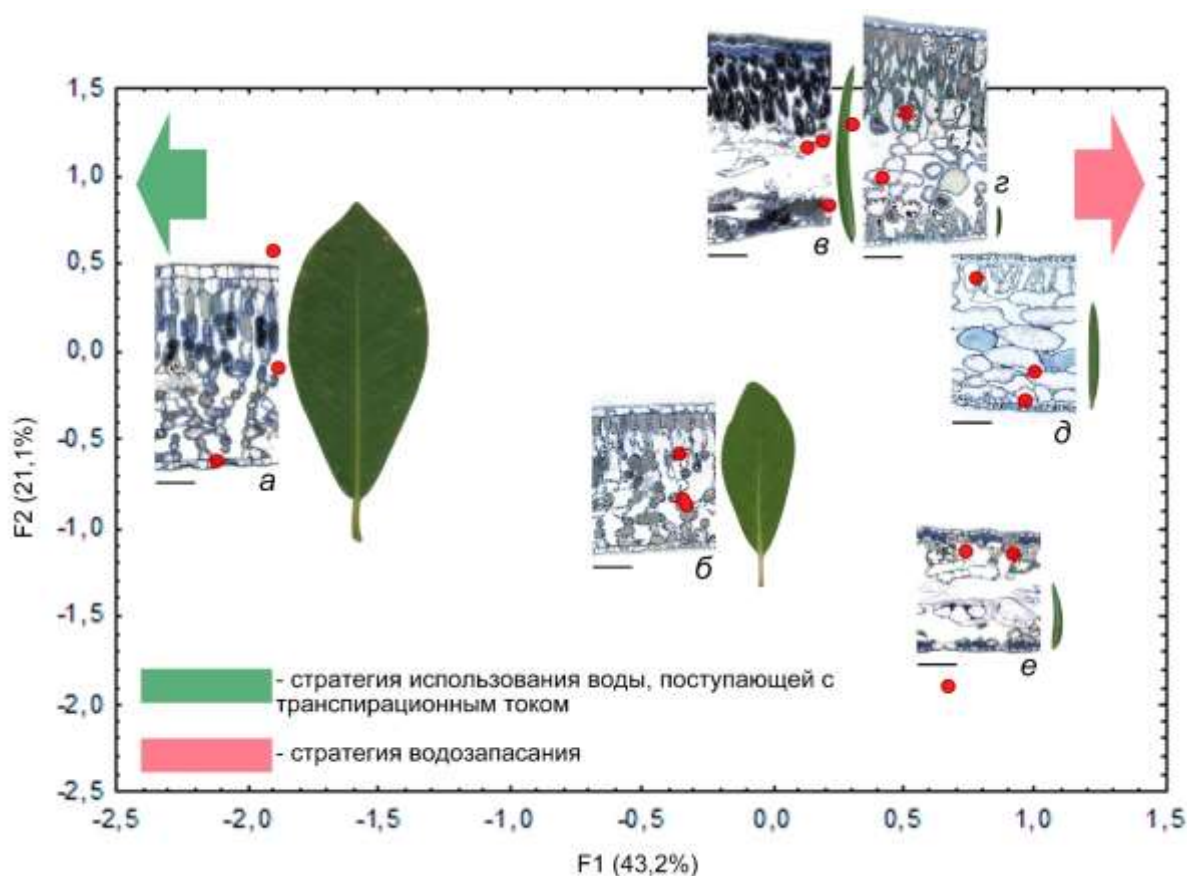 1,5
1,0
0,5
0,0
-0,5
-1,0
-1,5
-2,0
-2,5
F2 (21,1%)
а
б
в
г
д
е
- стратегия использования воды, поступающей с
транспирационным током
- стратегия водозапасания
-2,5 -2,0 -1,5 -1,0 -0,5 0,0 0,5 1,0 1,5
F1 (43,2%)